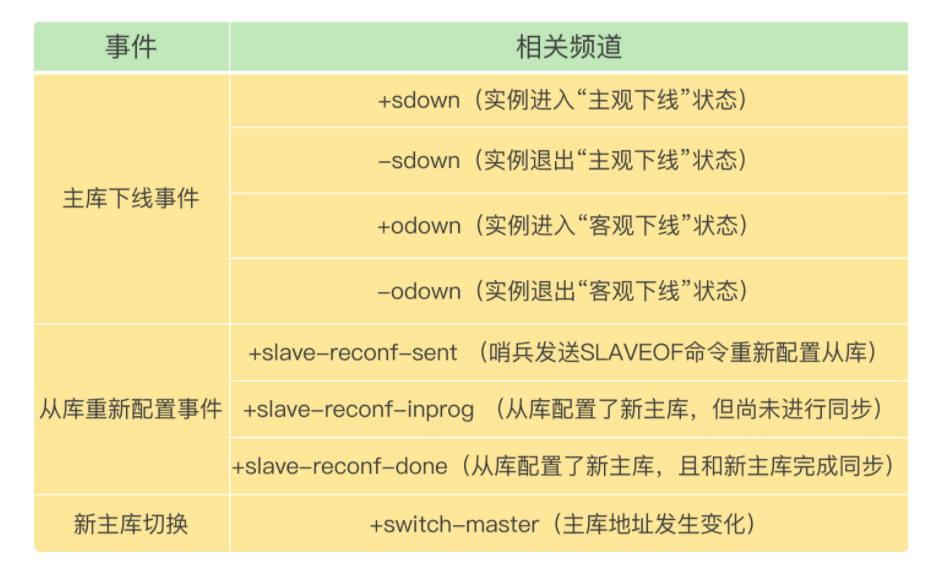 事件
相关频道
主库下线事件
+sdown（实例进入“主观下线”状态）
-sdown（实例退出“主观下线”状态）
+odown（实例进入“客观下线”状态）
-odown（实例退出“客观下线”状态）
从库重新配置事件
+slave-reconf-sent （哨兵发送SLAVEOF命令重新配置从库）
+slave-reconf-inprog （从库配置了新主库，但尚未进行同步）
+slave-reconf-done（从库配置了新主库，且和新主库完成同步）
新主库切换
+switch-master（主库地址发生变化）